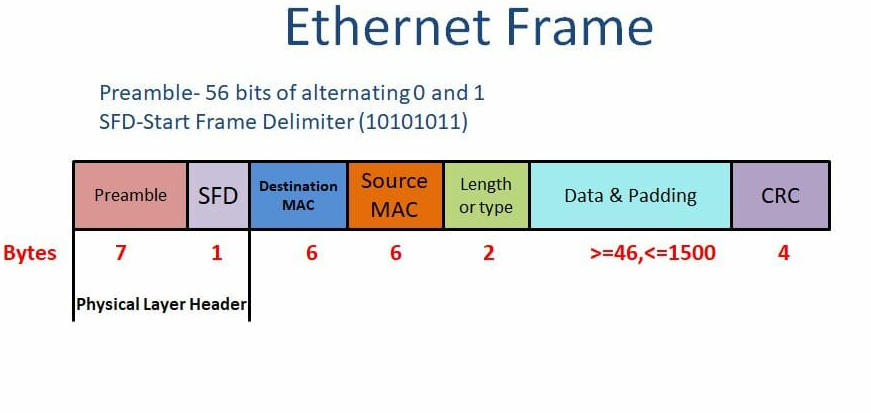 Ethernet Frame
Preamble- 56 bits of alternating 0 and 1
SFD-Start Frame Delimiter (10101011)
Preamble
SFD
Destination
MAC
Source
MAC
Length
or type
Data & Padding
CRC
Bytes 7 1 6 6 2 >=46,<=1500 4
Physical Layer Header